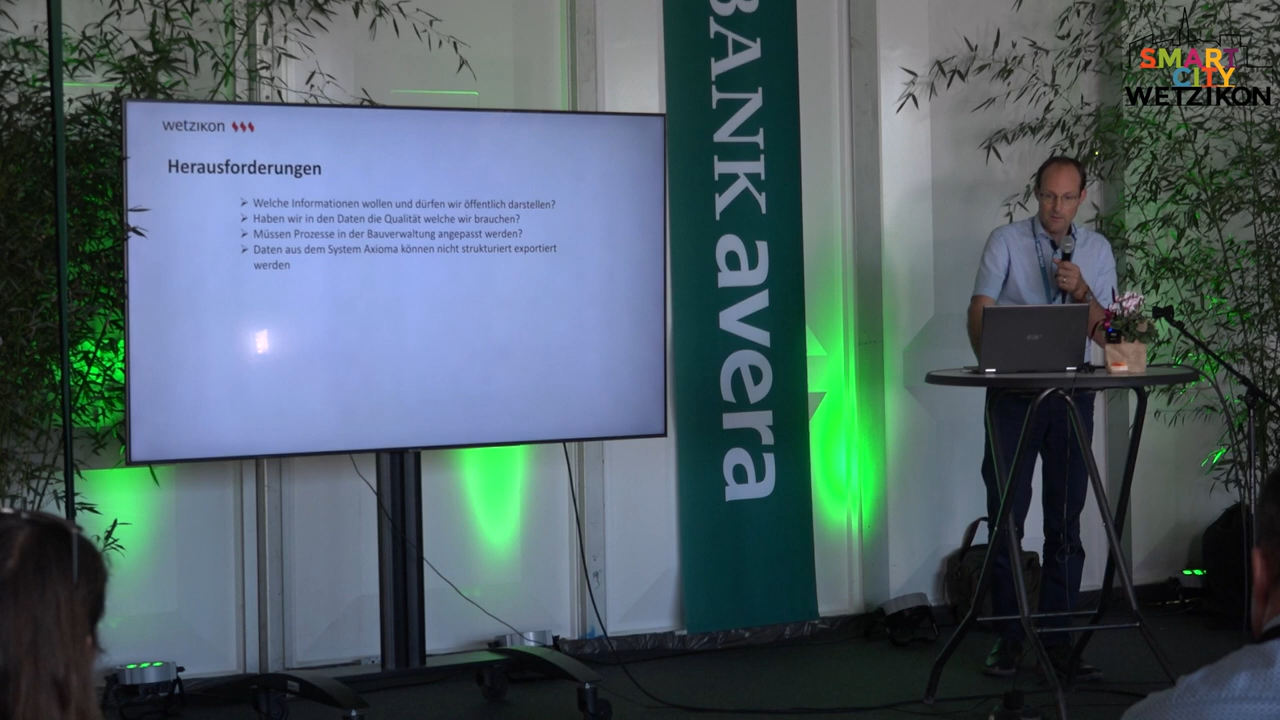 wetzikon
Herausforderungen
➢ Welche Informationen wollen und dürfen wir öffentlich darstellen?
➢ Haben wir in den Daten die Qualität welche wir brauchen?
➢ Müssen Prozesse in der Bauverwaltung angepasst werden?
➢ Daten aus dem System Axioma können nicht strukturiert exportiert
werden
BANK avera
SMART
CITY
WETZIKON
acer